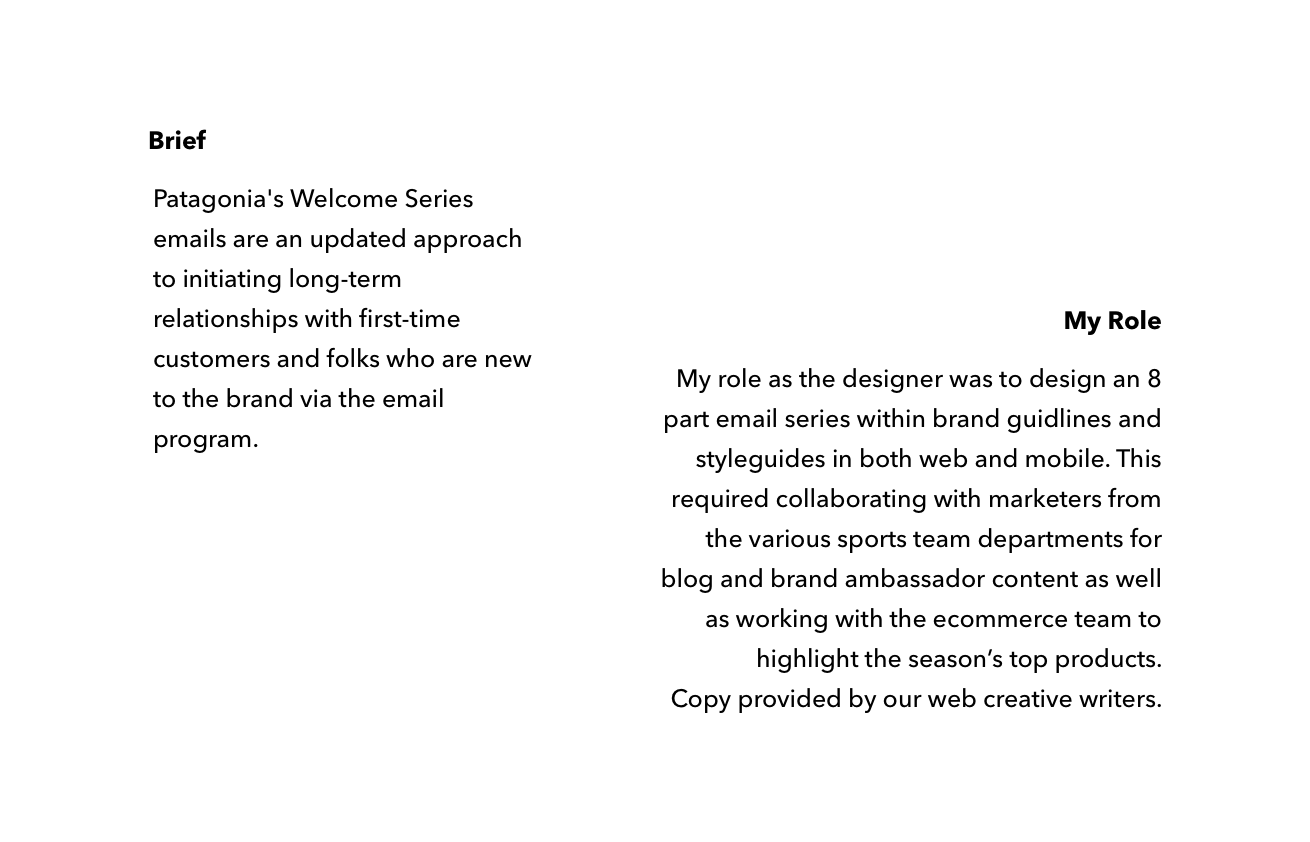 Brief
Patagonia's Welcome Series
emails are an updated approach
to initiating long-term
relationships with first-time
customers and folks who are new
to the brand via the email
program.
My Role
My role as the designer was to design an 8
part email series within brand guidlines and
styleguides in both web and mobile. This
required collaborating with marketers from
the various sports team departments for
blog and brand ambassador content as well
as working with the ecommerce team to
highlight the season’s top products.
Copy provided by our web creative writers.